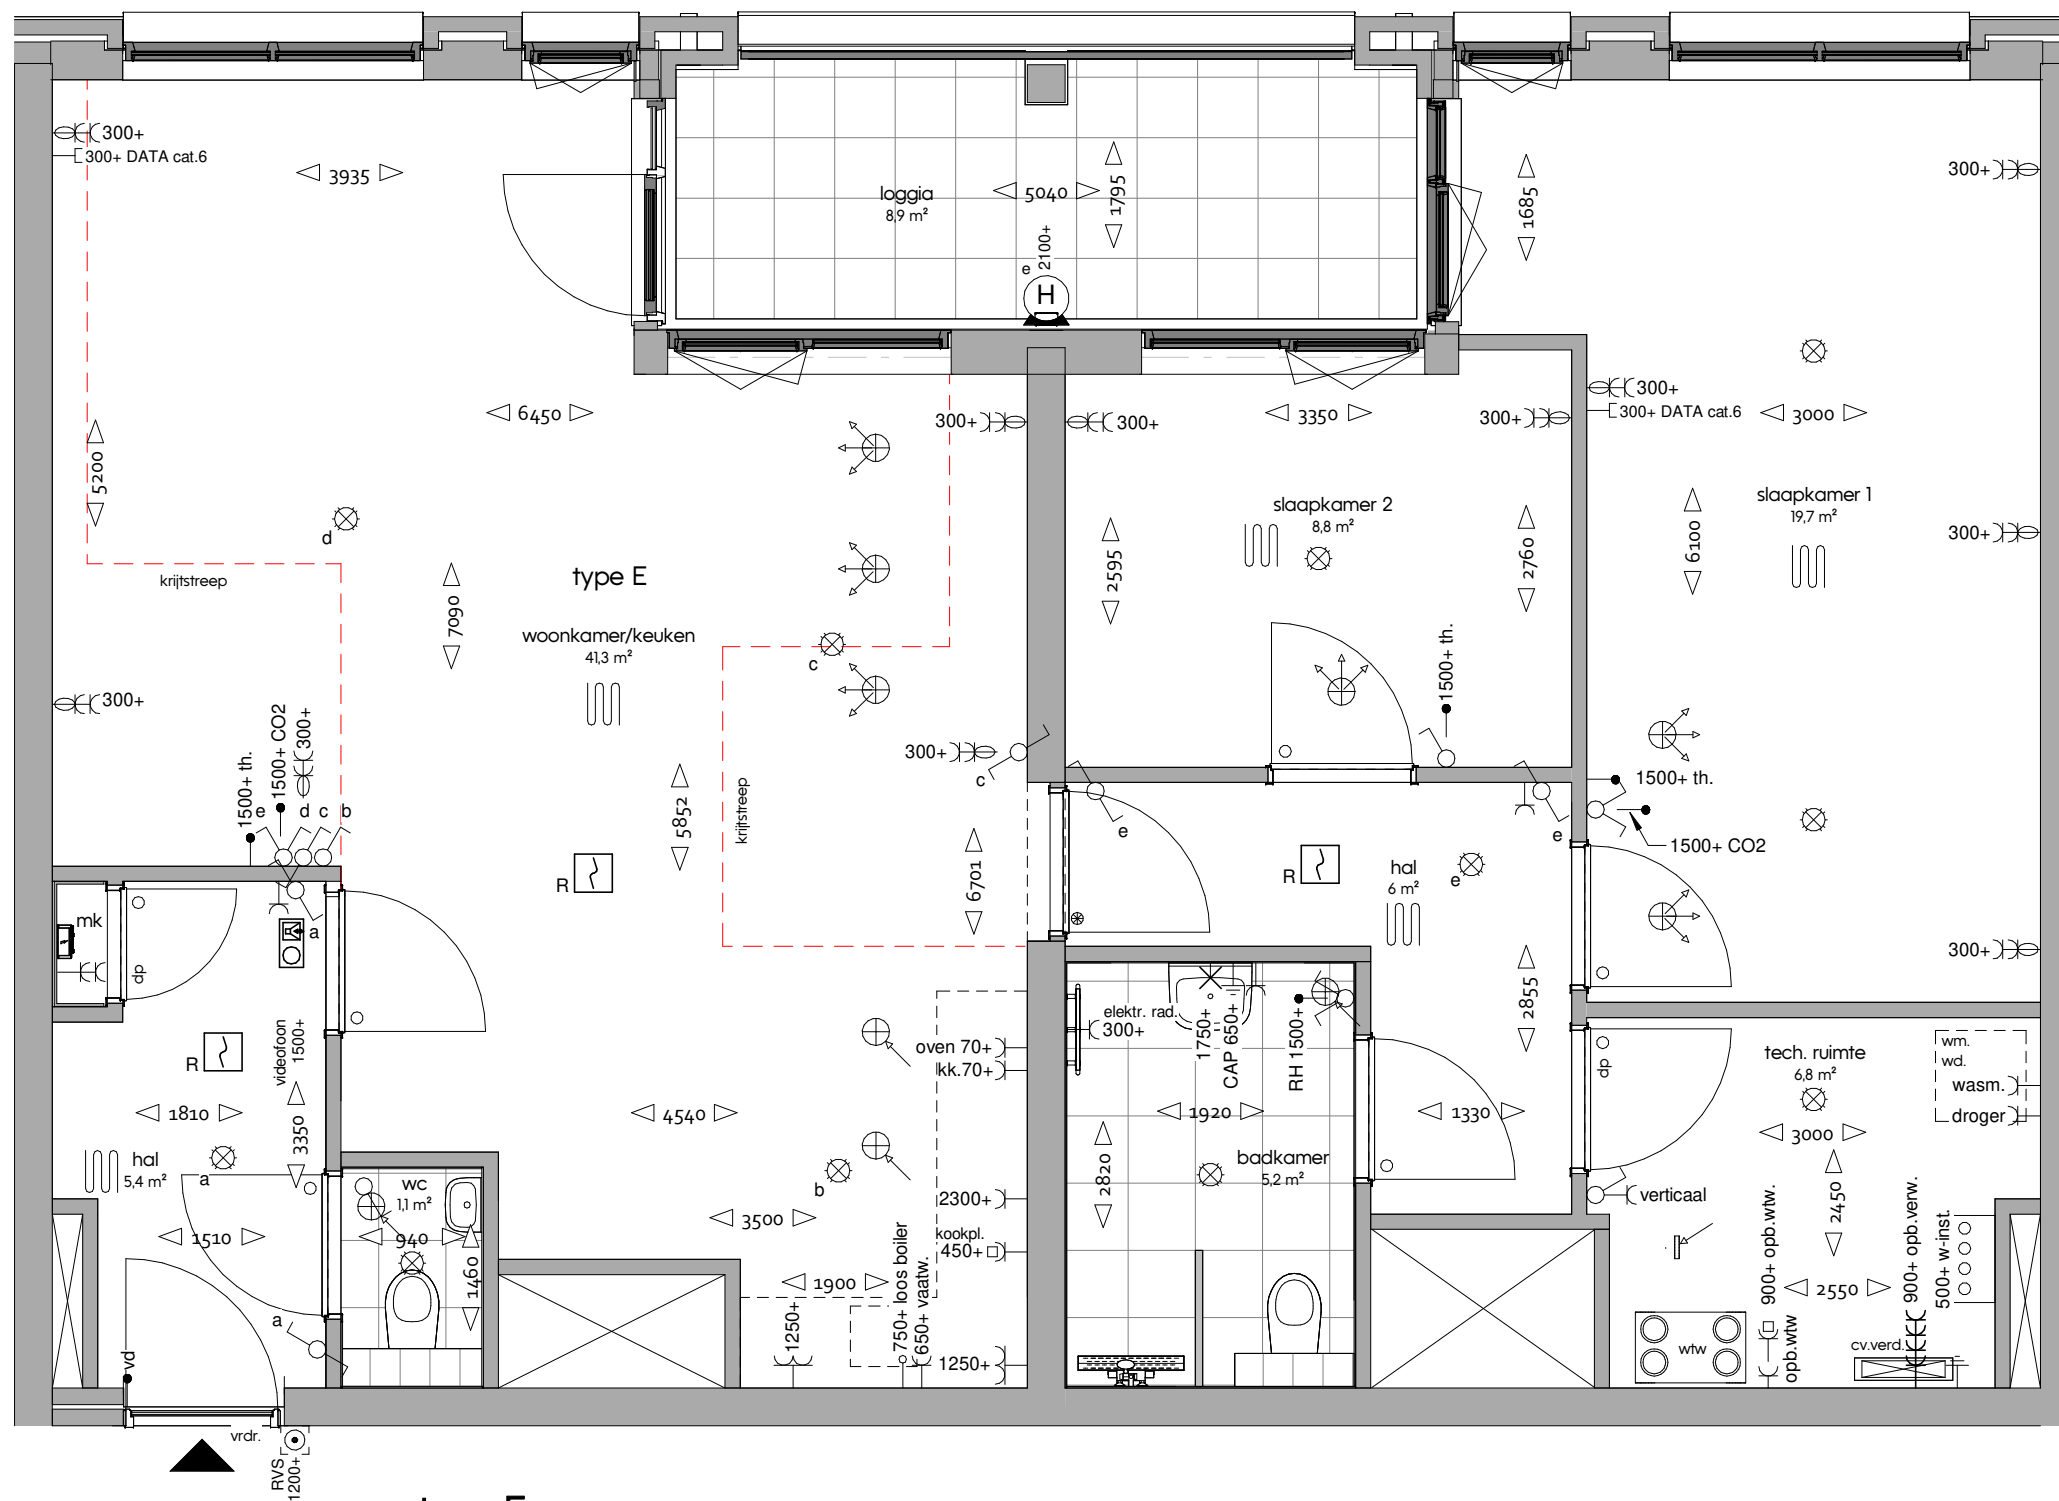 300+
300+ DATA cat.6
3935
loggia
8,9 m²
5040
1795
e
2100+
H
1685
300+
6450
300+
300+
3350
300+
300+
300+ DATA cat.6
3000
5200
d
krijtstreep
type E
7090
woonkamer/keuken
41,3 m²
c
slaapkamer 2
8,8 m²
2595
2760
slaapkamer 1
19,7 m²
6100
300+
300+
1500+ th.
e
1500+ CO2
300+
d
c
b
5852
krijtstreep
300+
c
6701
1500+ th.
e
e
1500+ th.
1500+ CO2
R
R
hal
6 m²
e
mk
dp
a
videofoon
1500+
R
1810
3350
hal
5,4 m²
a
1510
wc
1,1 m²
940
1460
a
vd
vrdr.
RVS
1200+
4540
b
3500
1900
1250+
750+ loos boiler
650+ vaatw.
oven 70+
kk.70+
2300+
kookpl.
450+
1250+
elektr. rad.
300+
1750+
CAP 650+
RH 1500+
1920
2820
badkamer
5,2 m²
2855
1330
300+
dp
tech. ruimte
6,8 m²
wm.
wd.
wasm.
droger
3000
2450
verticaal
2550
wtw
900+ opb.wtw.
opb.wtw
900+ opb.verw.
cv.verd.
500+ w-inst.